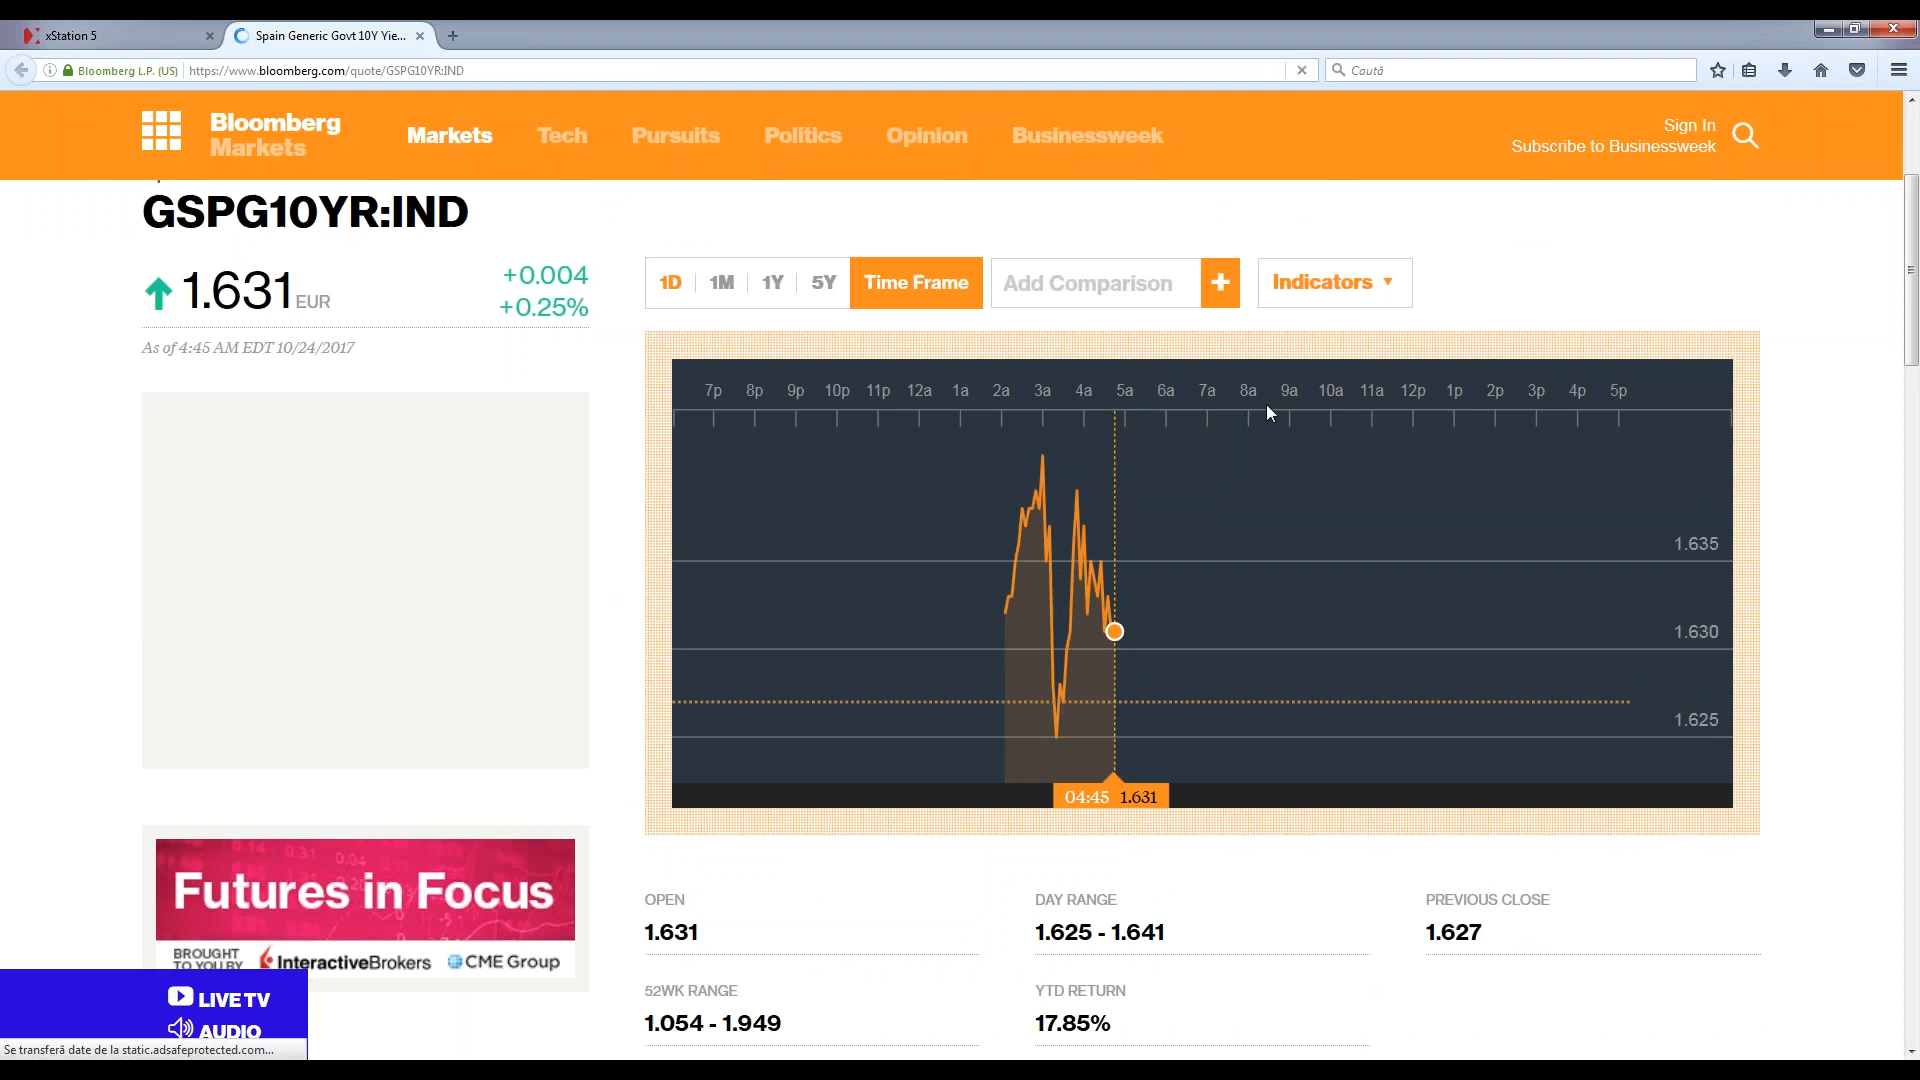 xStation 5
Spain Generic Govt 10Y Yie...
Bloomberg L.P. (US)
https://www.bloomberg.com/quote/GSPG10YR:IND
Caută
Bloomberg
Markets
Markets
Tech
Pursuits
Politics
Opinion
Businessweek
Sign In
Subscribe to Businessweek
GSPG10YR:IND
1.631 EUR
+0.004
+0.25%
As of 4:45 AM EDT 10/24/2017
1D 1M 1Y 5Y Time Frame
Add Comparison +
Indicators
7p 8p 9p 10p 11p 12a 1a 2a 3a 4a 5a 6a 7a 8a 9a 10a 11a 12p 1p 2p 3p 4p 5p
1.635
1.630
1.625
04:45 1.631
Futures in Focus
BROUGHT
TO YOU BY
InteractiveBrokers
CME Group
OPEN
1.631
DAY RANGE
1.625 - 1.641
PREVIOUS CLOSE
1.627
52WK RANGE
1.054 - 1.949
YTD RETURN
17.85%
LIVE TV
AUDIO
Se transferă date de la static.adsafeprotected.com...